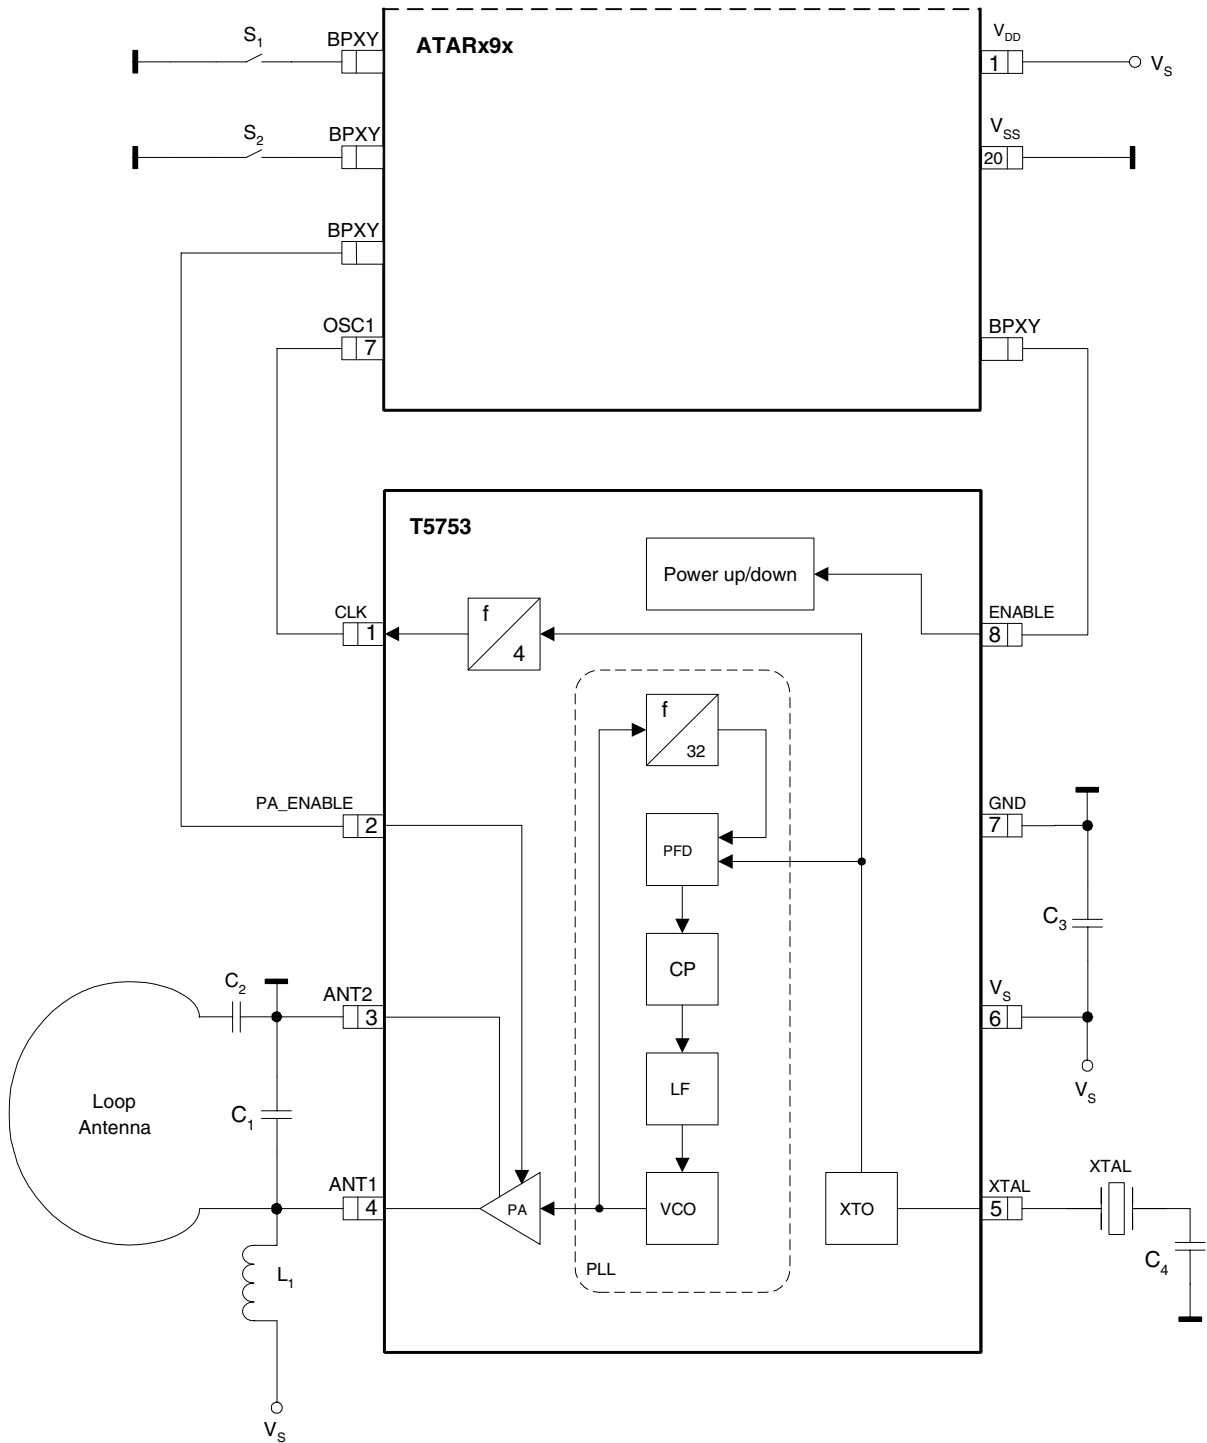 S1
BPXY
ATARx9x
VDD
1
VS
S2
BPXY
VSS
20
BPXY
OSC1
7
BPXY
T5753
Power up/down
CLK
1
f
4
ENABLE
8
f
32
PA_ENABLE
2
GND
7
PFD
C3
CP
C2
ANT2
3
VS
6
LF
VS
Loop
Antenna
C1
ANT1
4
PA
VCO
XTO
XTAL
5
XTAL
C4
PLL
L1
VS